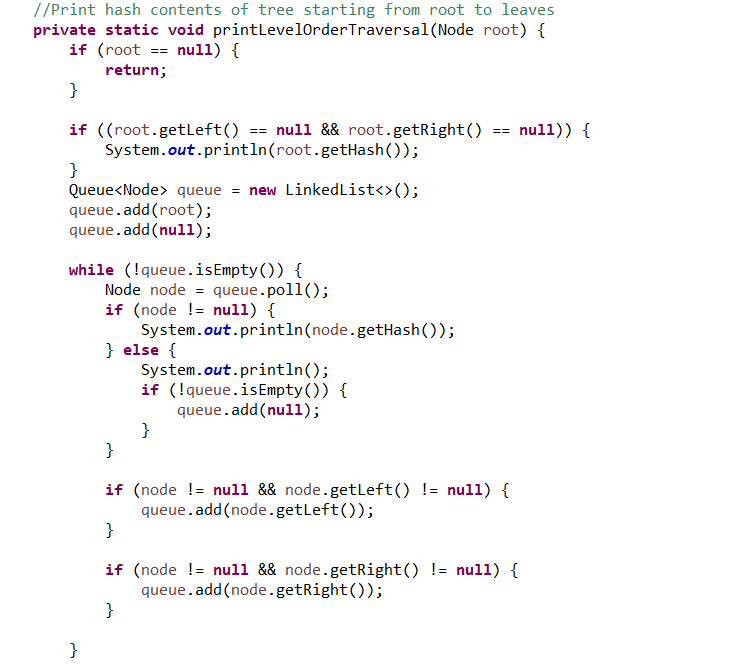 //Print hash contents of tree starting from root to leaves
private static void printLevelOrderTraversal(Node root) {
    if (root == null) {
        return;
    }

    if ((root.getLeft() == null && root.getRight() == null)) {
        System.out.println(root.getHash());
    }
    Queue<Node> queue = new LinkedList<>();
    queue.add(root);
    queue.add(null);

    while (!queue.isEmpty()) {
        Node node = queue.poll();
        if (node != null) {
            System.out.println(node.getHash());
        } else {
            System.out.println();
            if (!queue.isEmpty()) {
                queue.add(null);
            }
        }

        if (node != null && node.getLeft() != null) {
            queue.add(node.getLeft());
        }

        if (node != null && node.getRight() != null) {
            queue.add(node.getRight());
        }

    }